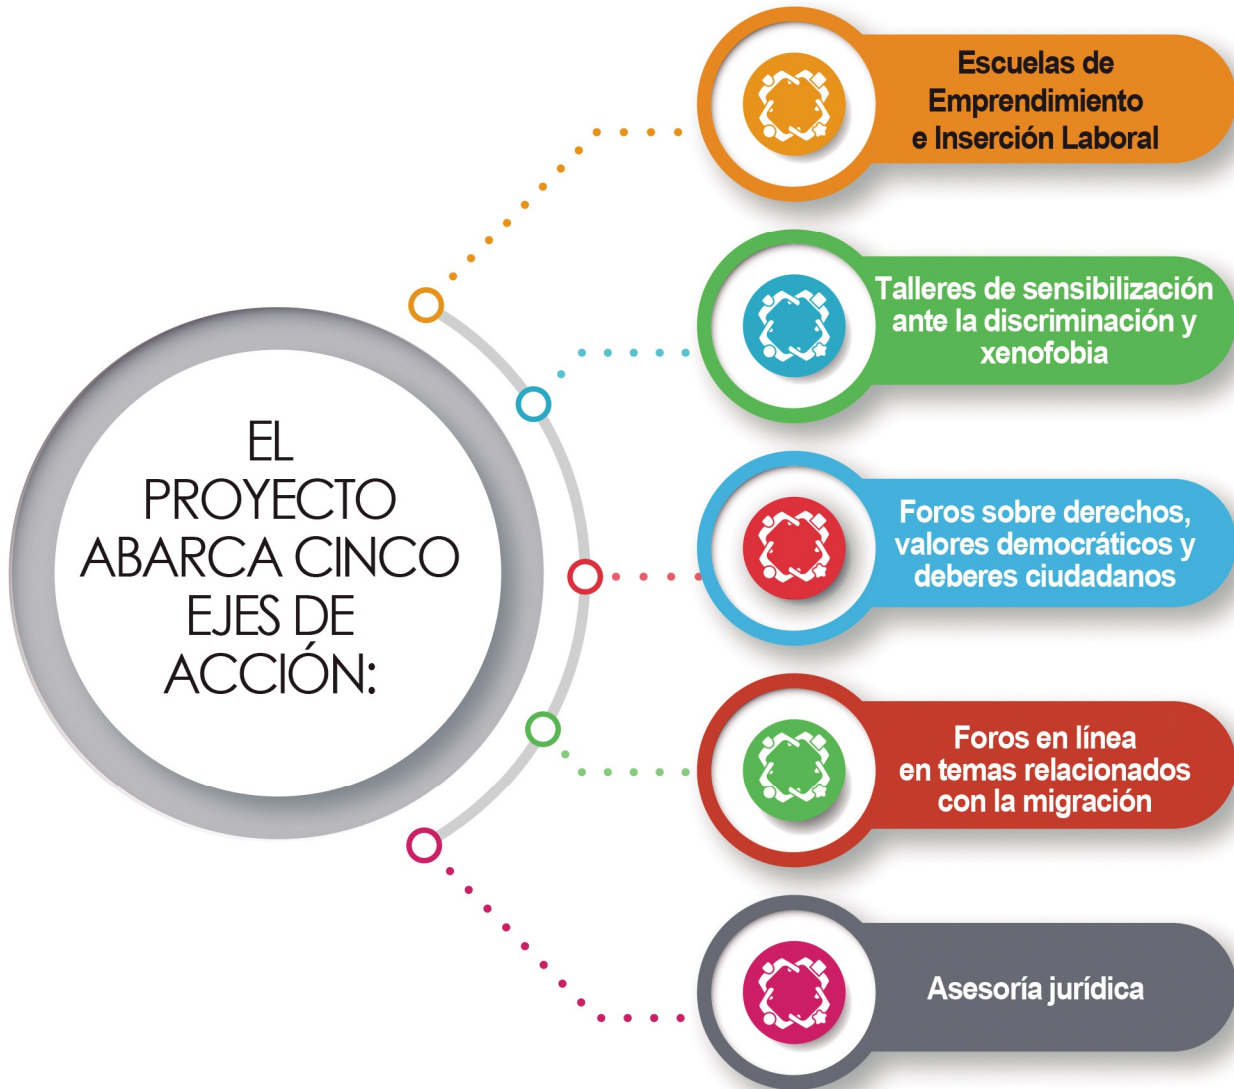 EL
PROYECTO
ABARCA CINCO
EJES DE
ACCIÓN:
Escuelas de
Emprendimiento
e Inserción Laboral
Talleres de sensibilización
ante la discriminación y
xenofobia
Foros sobre derechos,
valores democráticos y
deberes ciudadanos
Foros en línea
en temas relacionados
con la migración
Asesoría jurídica